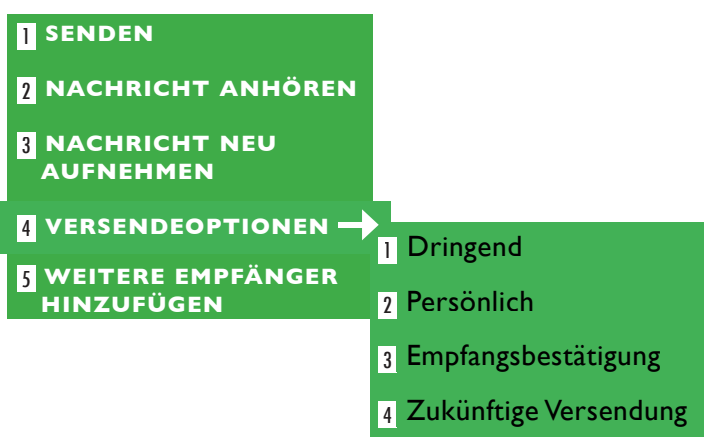 1 SENDEN
2 NACHRICHT ANHÖREN
3 NACHRICHT NEU
AUFNEHMEN
4 VERSENDEOPTIONEN
5 WEITERE EMPFÄNGER
HINZUFÜGEN
1 Dringend
2 Persönlich
3 Empfangsbestätigung
4 Zukünftige Versendung